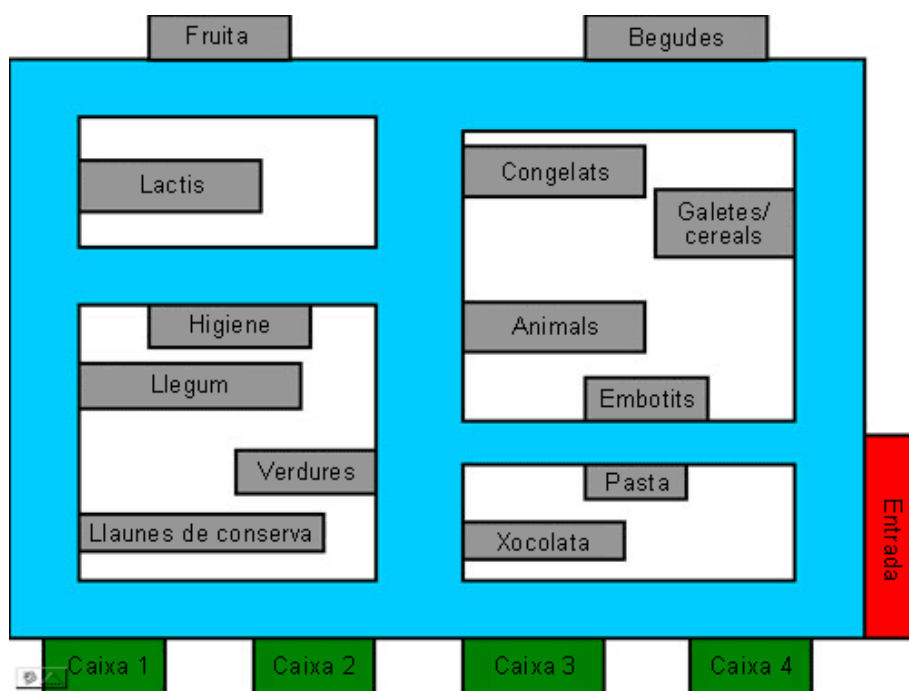 Fruita
Begudes
Lactis
Congelats
Galetes/
cereals
Higiene
Animals
Llegum
Embotits
Verdures
Pasta
Llaunes de conserva
Xocolata
Entrada
Caixa 1
Caixa 2
Caixa 3
Caixa 4